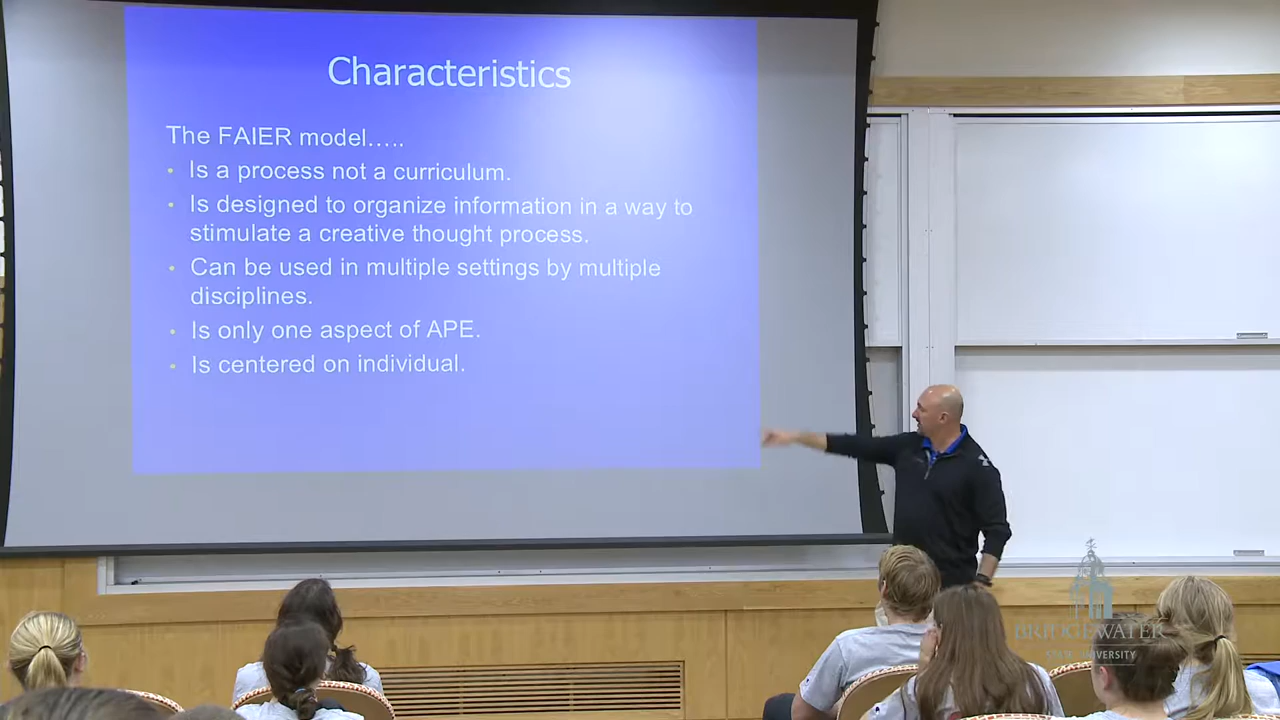 Characteristics
The FAIER model…..
• Is a process not a curriculum.
• Is designed to organize information in a way to
stimulate a creative thought process.
• Can be used in multiple settings by multiple
disciplines.
• Is only one aspect of APE.
• Is centered on individual.
BRIDGEWATER
STATE UNIVERSITY